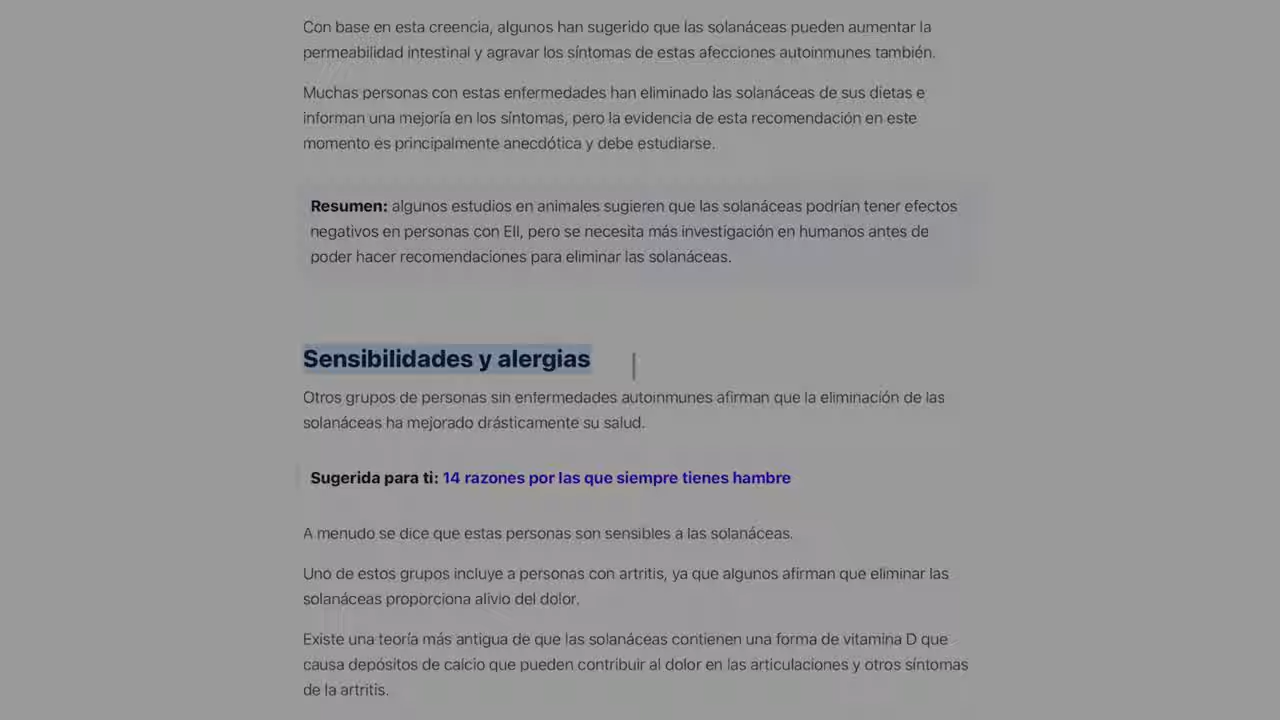 Con base en esta creencia, algunos han sugerido que las solanáceas pueden aumentar la
permeabilidad intestinal y agravar los síntomas de estas afecciones autoinmunes también.
Muchas personas con estas enfermedades han eliminado las solanáceas de sus dietas e
informan una mejoría en los síntomas, pero la evidencia de esta recomendación en este
momento es principalmente anecdótica y debe estudiarse.
Resumen: algunos estudios en animales sugieren que las solanáceas podrían tener efectos
negativos en personas con EII, pero se necesita más investigación en humanos antes de
poder hacer recomendaciones para eliminar las solanáceas.
Sensibilidades y alergias
Otros grupos de personas sin enfermedades autoinmunes afirman que la eliminación de las
solanáceas ha mejorado drásticamente su salud.
Sugerida para ti: 14 razones por las que siempre tienes hambre
A menudo se dice que estas personas son sensibles a las solanáceas.
Uno de estos grupos incluye a personas con artritis, ya que algunos afirman que eliminar las
solanáceas proporciona alivio del dolor.
Existe una teoría más antigua de que las solanáceas contienen una forma de vitamina D que
causa depósitos de calcio que pueden contribuir al dolor en las articulaciones y otros síntomas
de la artritis.